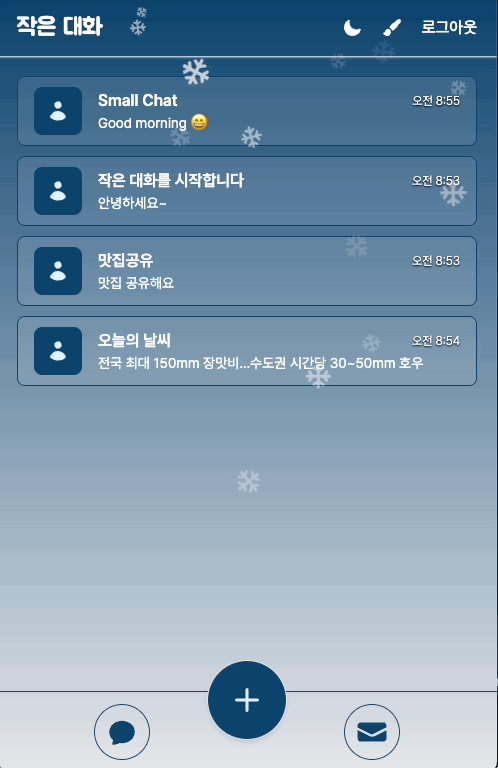 작은 대화
로그아웃
Small Chat
오전 8:55
Good morning 😄
작은 대화를 시작합니다
오전 8:53
안녕하세요~
맛집공유
오전 8:53
맛집 공유해요
오늘의 날씨
오전 8:54
전국 최대 150mm 장맛비...수도권 시간당 30~50mm 호우